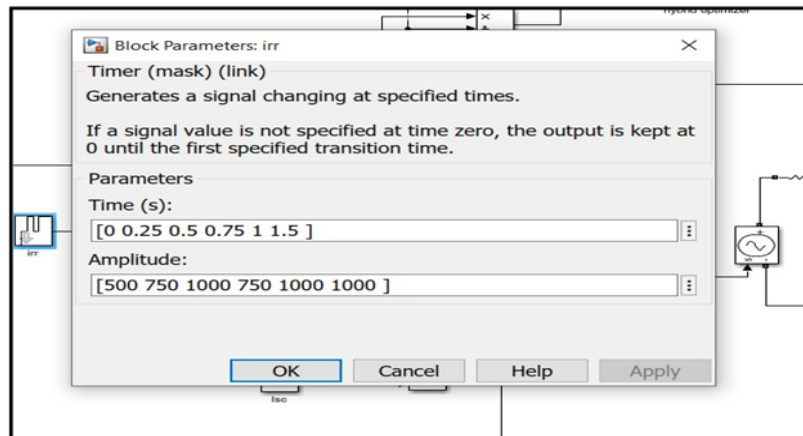 hybrid optimizer
x
Block Parameters: irr
Timer (mask) (link)
Generates a signal changing at specified times.
If a signal value is not specified at time zero, the output is kept at
0 until the first specified transition time.
Parameters
Time (s):
[0 0.25 0.5 0.75 1 1.5 ]
Amplitude:
[500 750 1000 750 1000 1000 ]
OK Cancel Help Apply
irr
s
Isc